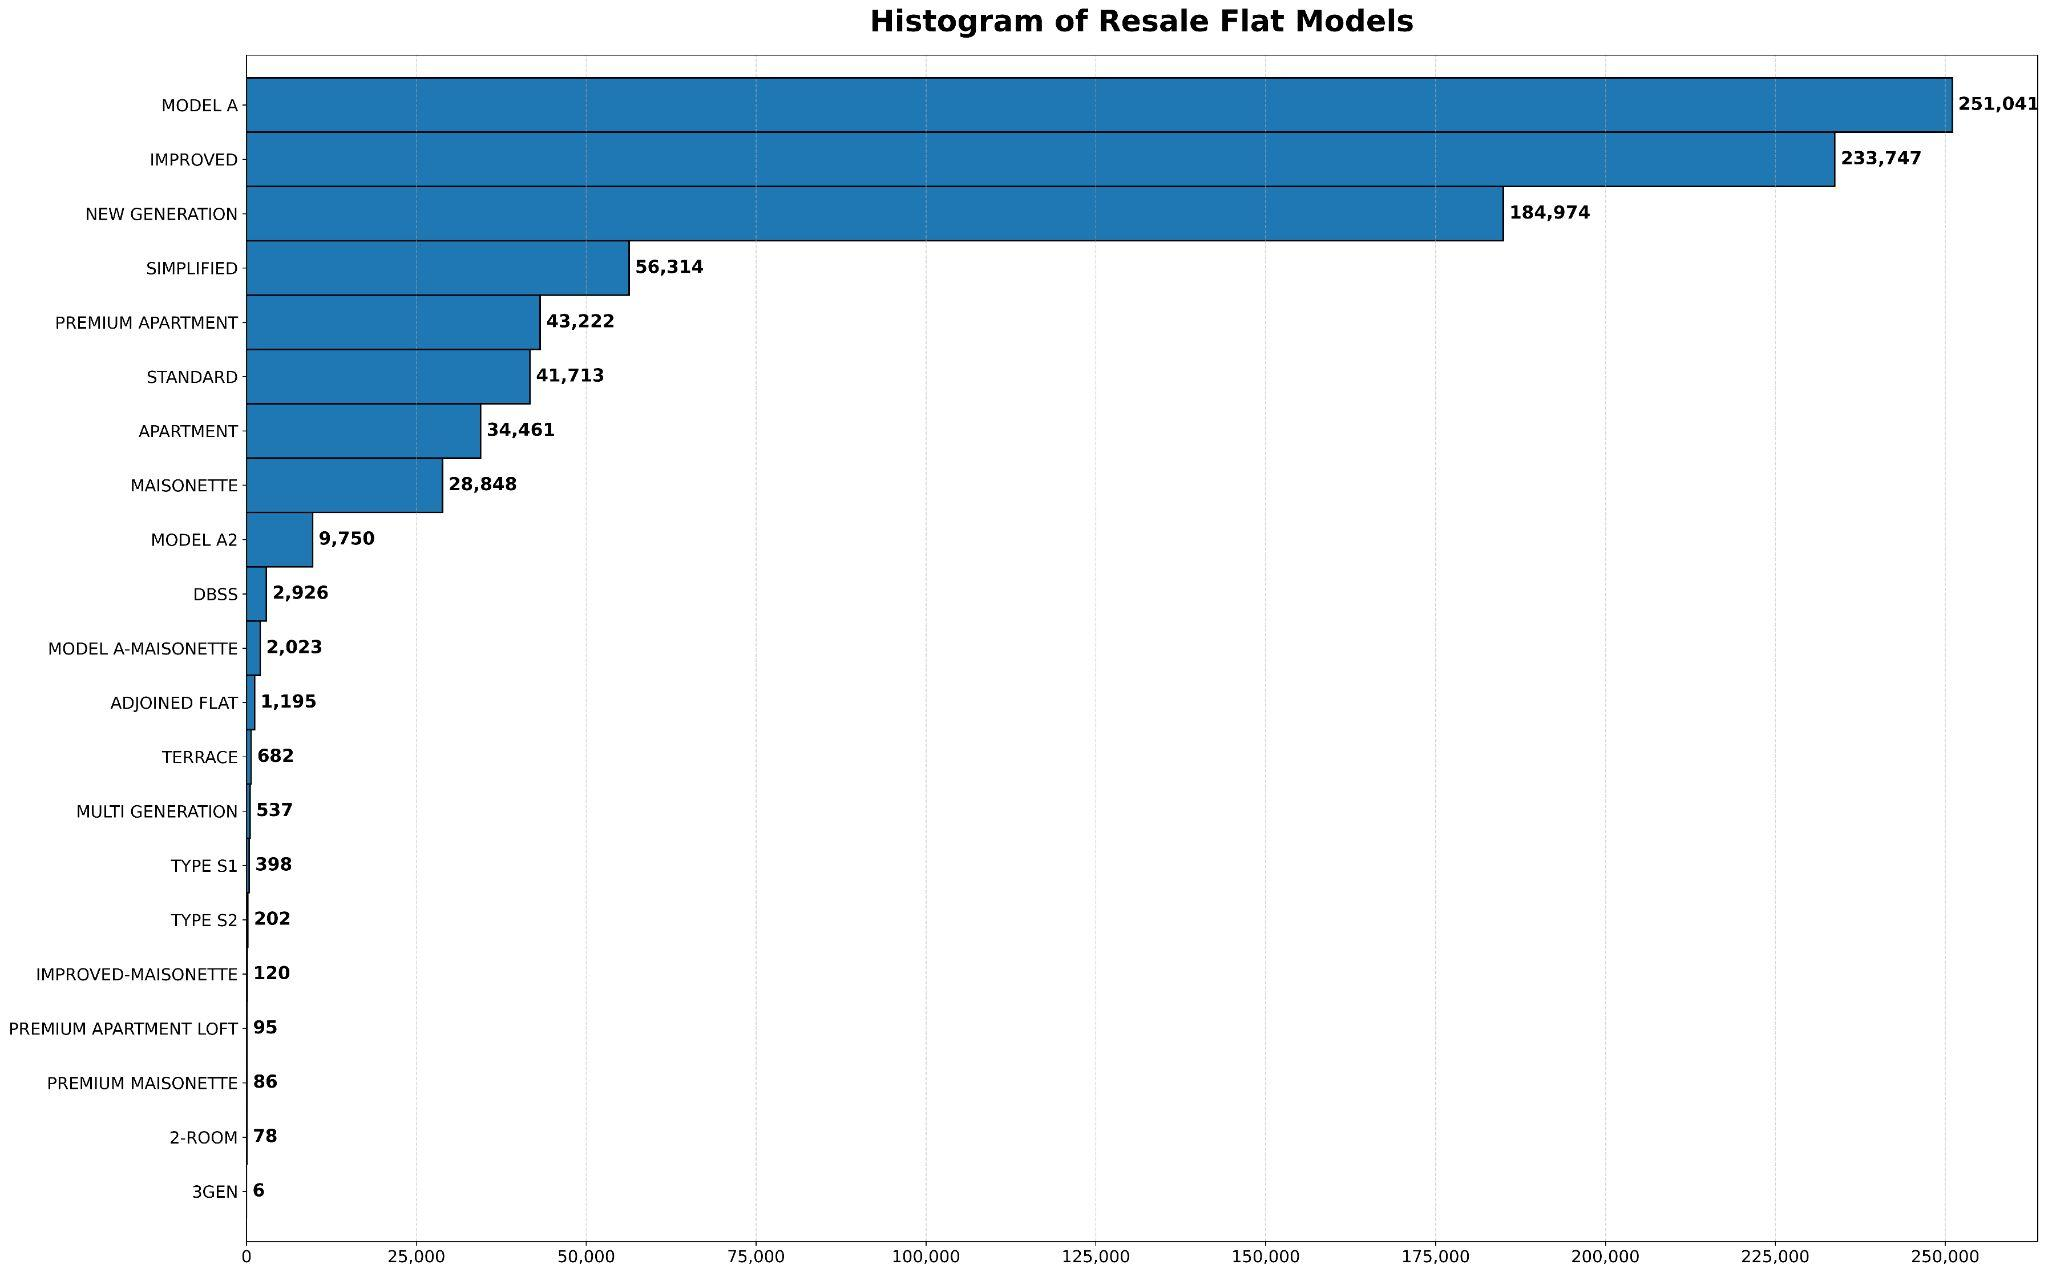 Histogram of Resale Flat Models
MODEL A 251,041
IMPROVED 233,747
NEW GENERATION 184,974
SIMPLIFIED 56,314
PREMIUM APARTMENT 43,222
STANDARD 41,713
APARTMENT 34,461
MAISONETTE 28,848
MODEL A2 9,750
DBSS 2,926
MODEL A-MAISONETTE 2,023
ADJOINED FLAT 1,195
TERRACE 682
MULTI GENERATION 537
TYPE S1 398
TYPE S2 202
IMPROVED-MAISONETTE 120
PREMIUM APARTMENT LOFT 95
PREMIUM MAISONETTE 86
2-ROOM 78
3GEN 6
0 25,000 50,000 75,000 100,000 125,000 150,000 175,000 200,000 225,000 250,000